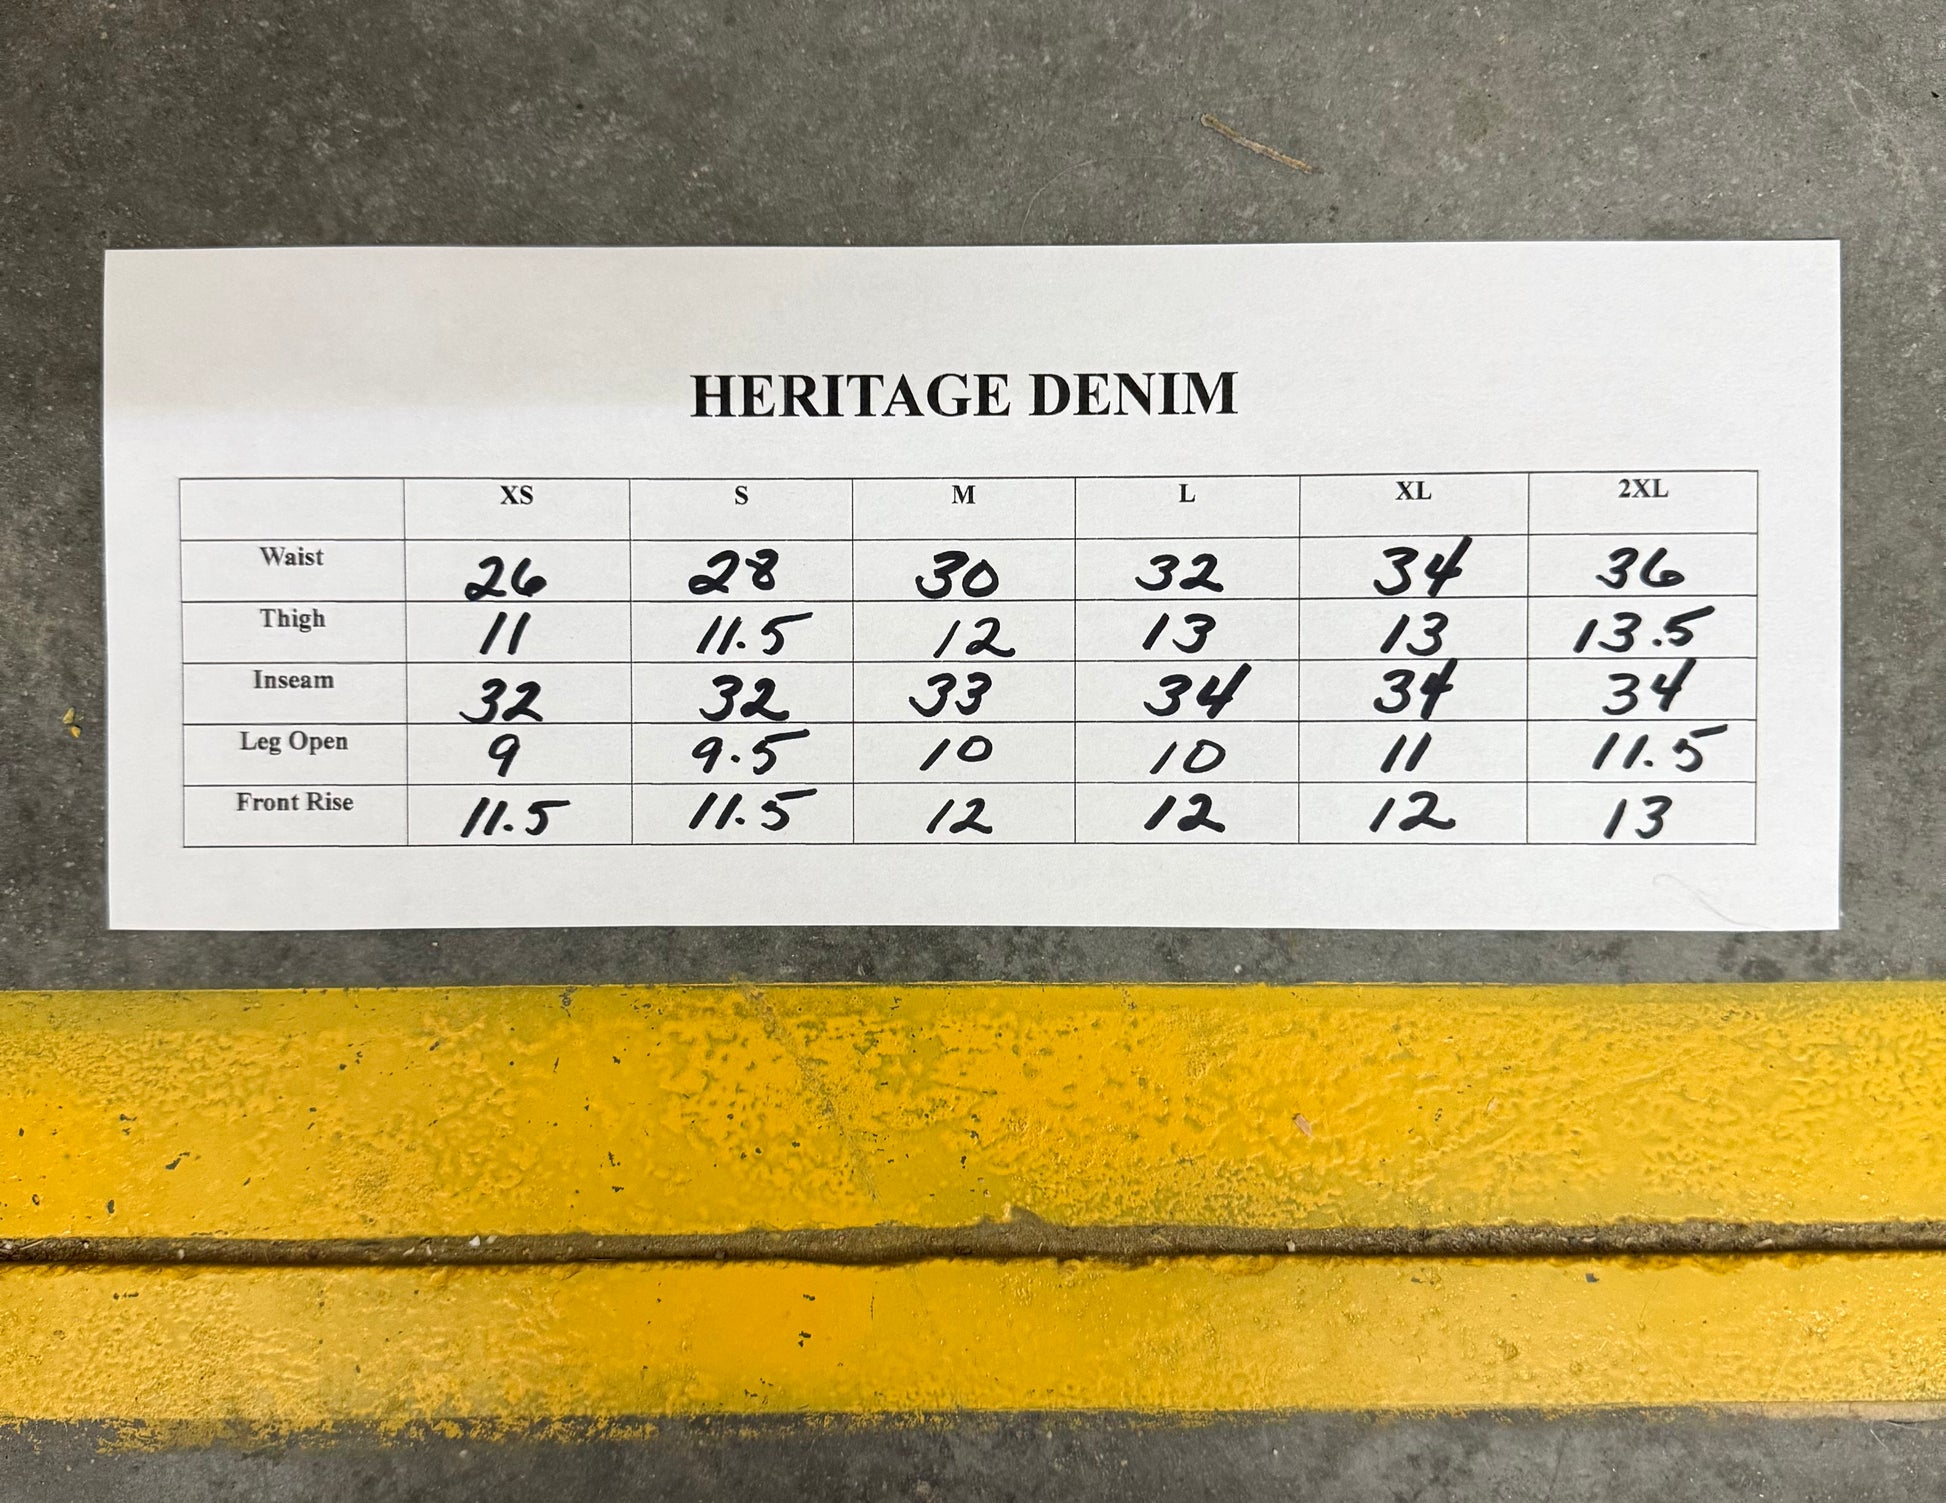 HERITAGE DENIM
XS S M L XL 2XL
Waist 26 28 30 32 34 36
Thigh 11 11.5 12 13 13 13.5
Inseam 32 32 33 34 34 34
Leg Open 9 9.5 10 10 11 11.5
Front Rise 11.5 11.5 12 12 12 13